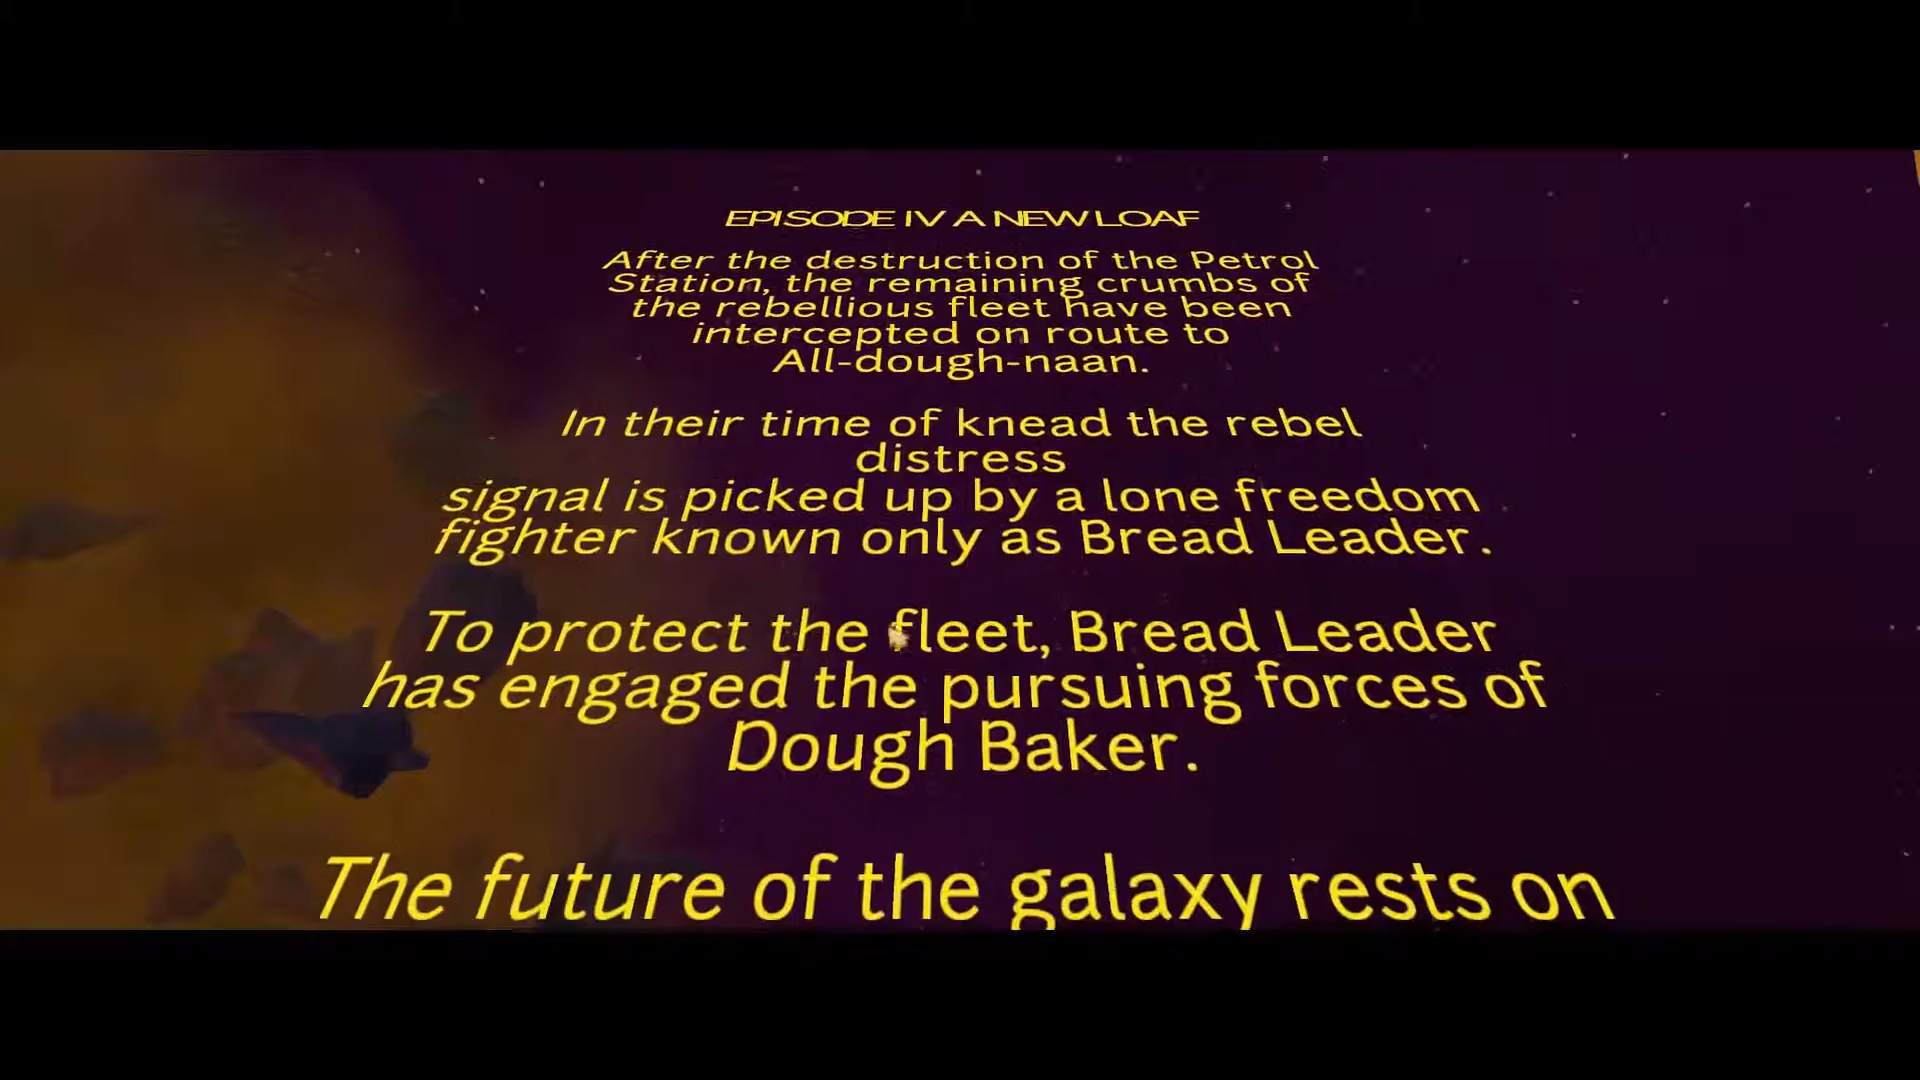 EPISODE IV A NEW LOAF
After the destruction of the Petrol
Station, the remaining crumbs of
the rebellious fleet have been
intercepted on route to
All-dough-naan.
In their time of knead the rebel
distress
signal is picked up by a lone freedom
fighter known only as Bread Leader.
To protect the fleet, Bread Leader
has engaged the pursuing forces of
Dough Baker.
The future of the galaxy rests on